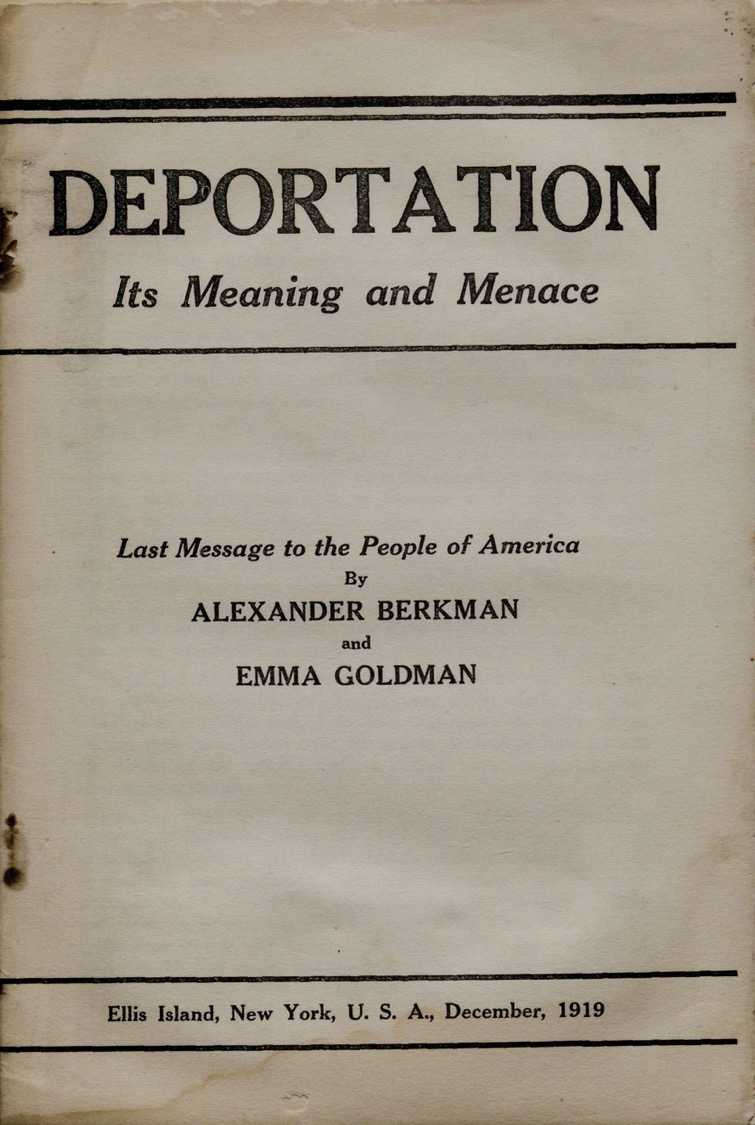 DEPORTATION
Its Meaning and Menace
Last Message to the People of America
By
ALEXANDER BERKMAN
and
EMMA GOLDMAN
Ellis Island, New York, U. S. A., December, 1919